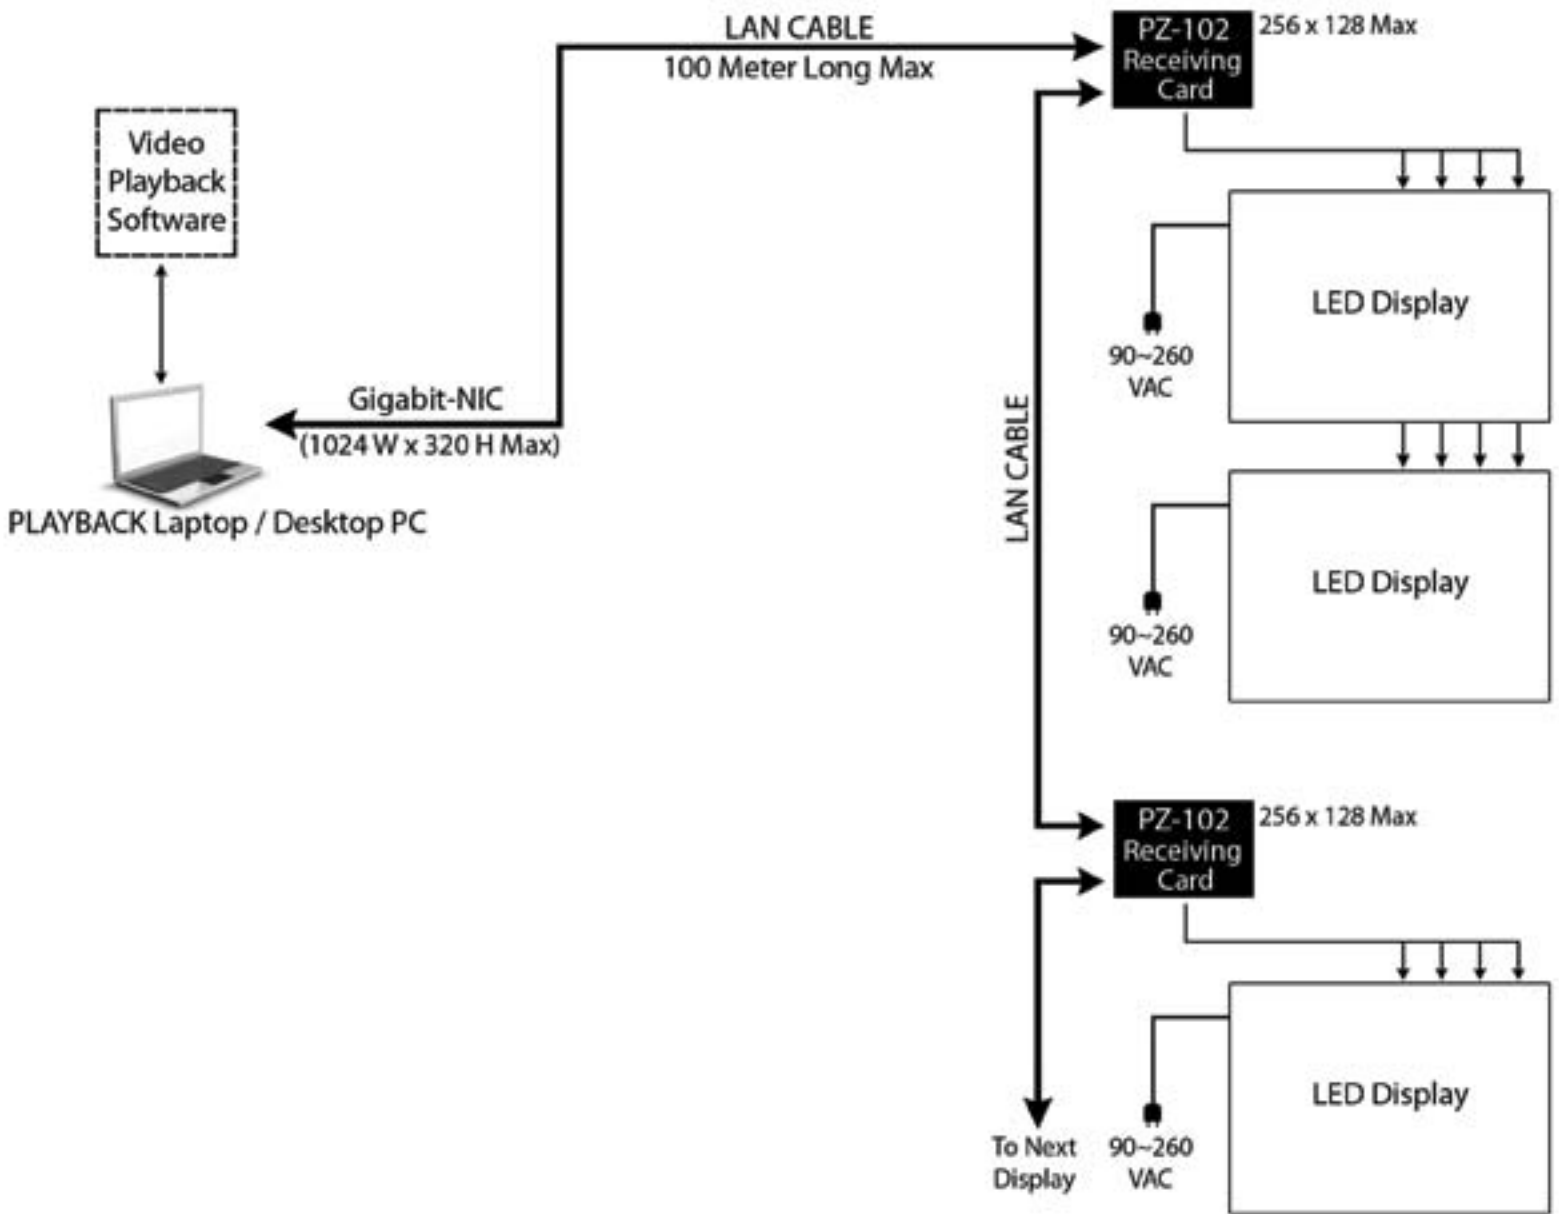 LAN CABLE
100 Meter Long Max
PZ-102
Receiving
Card
256 x 128 Max
Video
Playback
Software
LED Display
90~260
VAC
Gigabit-NIC
(1024 W x 320 H Max)
PLAYBACK Laptop / Desktop PC
LAN CABLE
LED Display
90~260
VAC
PZ-102
Receiving
Card
256 x 128 Max
LED Display
To Next
Display
90~260
VAC